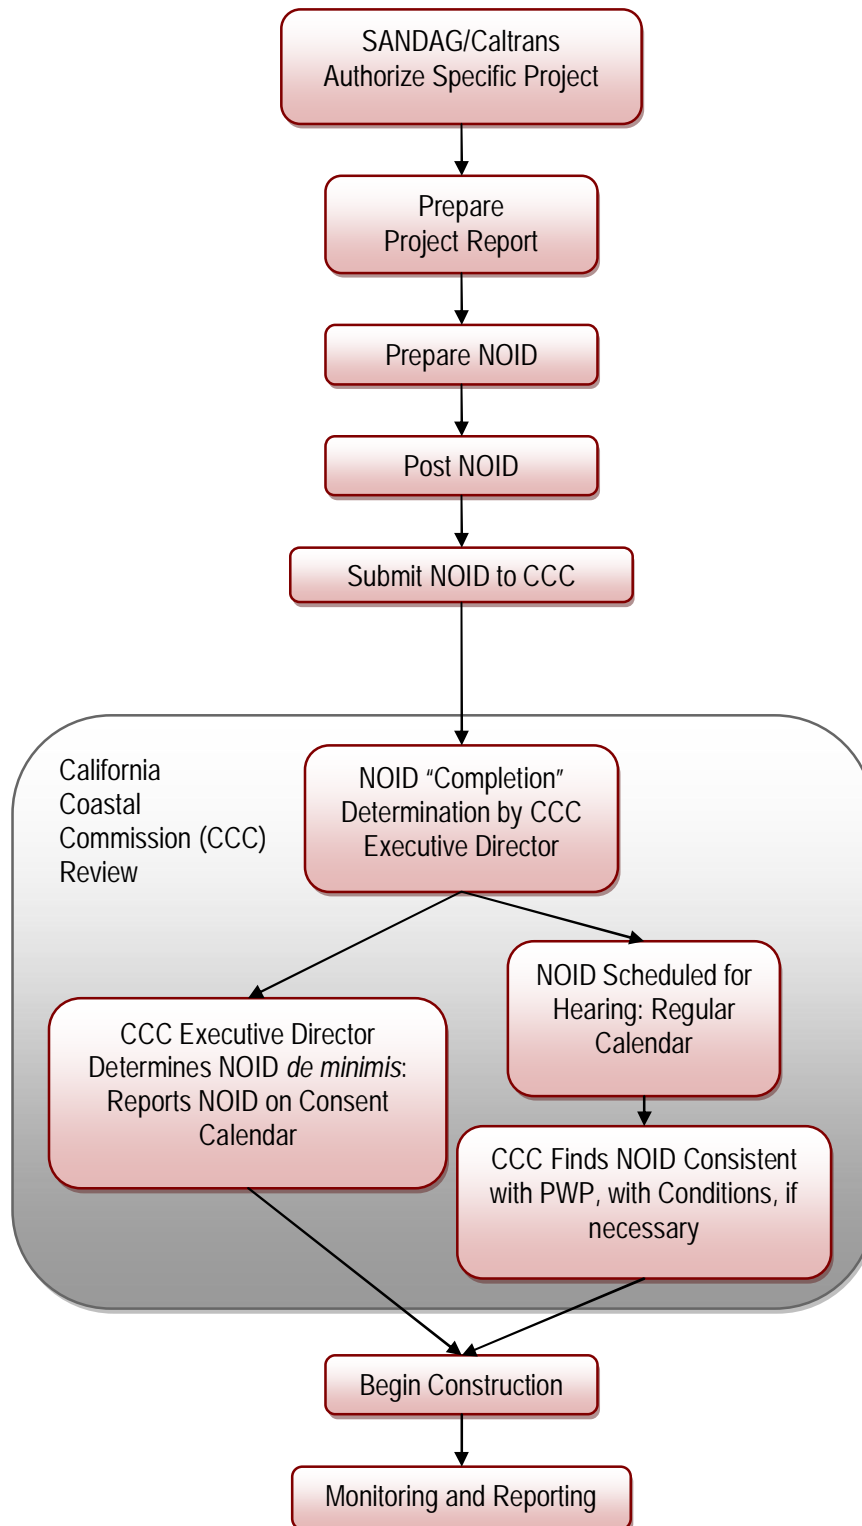 SANDAG/Caltrans
Authorize Specific Project
Prepare
Project Report
Prepare NOID
Post NOID
Submit NOID to CCC
California
Coastal
Commission (CCC)
Review
NOID “Completion”
Determination by CCC
Executive Director
CCC Executive Director
Determines NOID de minimis:
Reports NOID on Consent
Calendar
NOID Scheduled for
Hearing: Regular
Calendar
CCC Finds NOID Consistent
with PWP, with Conditions, if
necessary
Begin Construction
Monitoring and Reporting